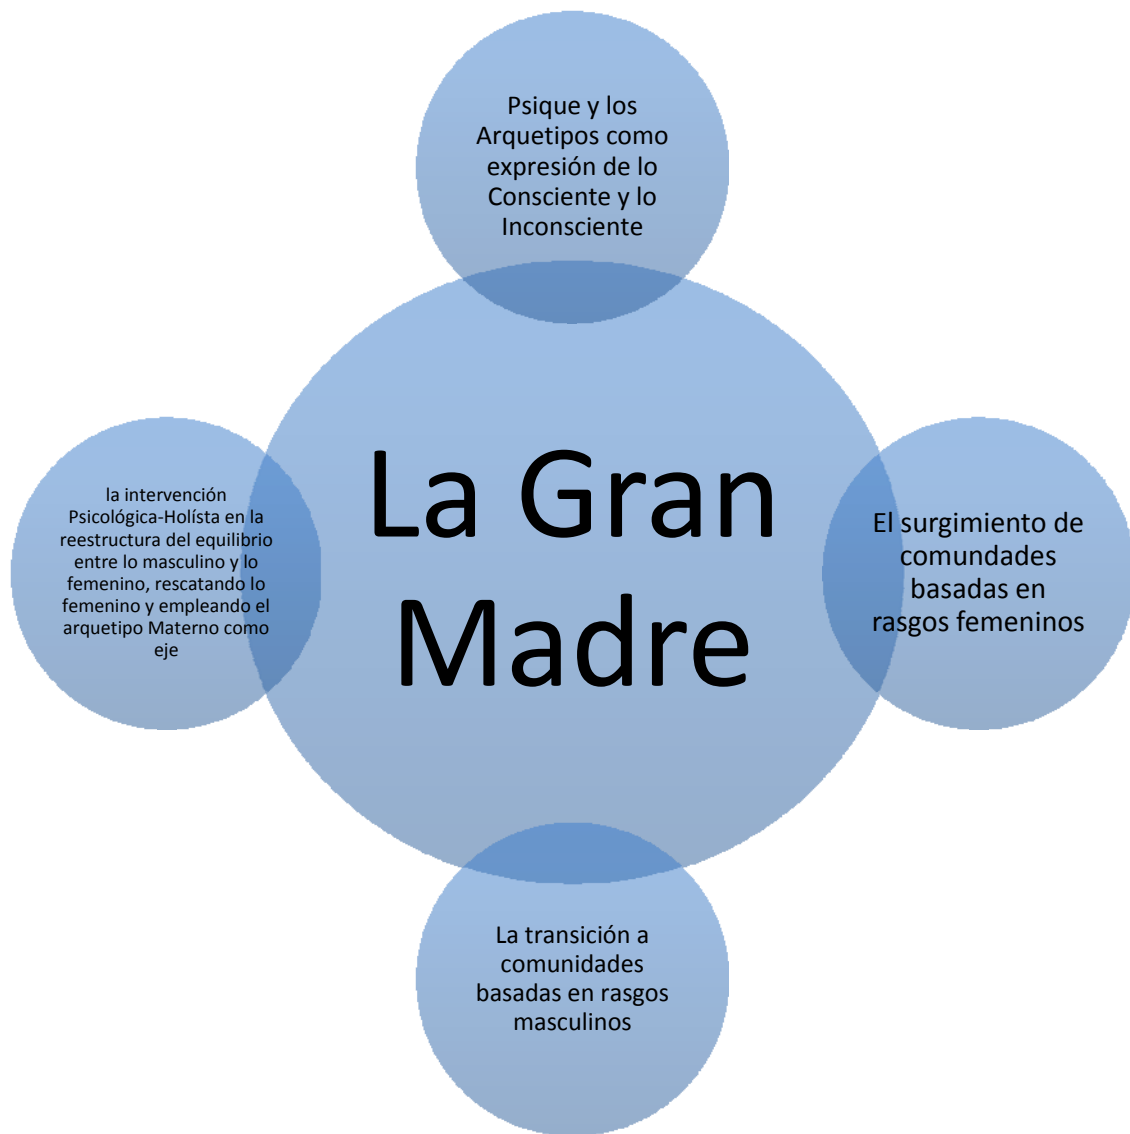 Psique y los
Arquetipos como
expresión de lo
Consciente y lo
Inconsciente
La Gran
Madre
la intervención
Psicológica-Holísta en la
reestructura del equilibrio
entre lo masculino y lo
femenino, rescatando lo
femenino y empleando el
arquetipo Materno como
eje
El surgimiento de
comundades
basadas en
rasgos femeninos
La transición a
comunidades
basadas en rasgos
masculinos